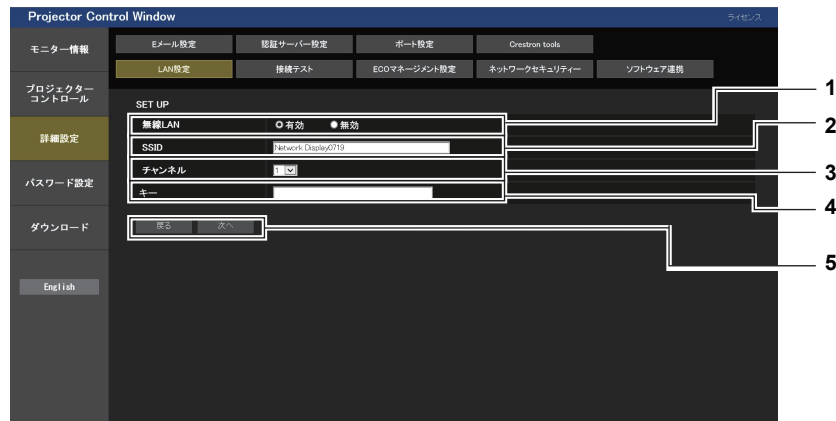 Projector Control Window
ライセンス
モニター情報
プロジェクター
コントロール
詳細設定
パスワード設定
ダウンロード
English
Eメール設定 認証サーバー設定 ポート設定 Crestron tools
LAN設定 接続テスト ECOマネージメント設定 ネットワークセキュリティー ソフトウェア連携
SET UP
無線LAN 有効 無効
SSID Network Display0719
チャンネル 1
キー
戻る 次へ
1
2
3
4
5